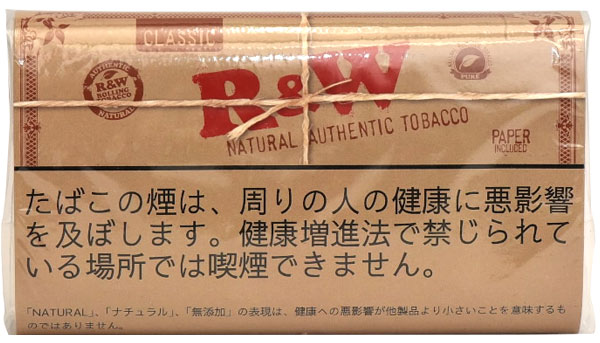 CLASSIC
R&W
NATURAL AUTHENTIC TOBACCO
AUTHENTIC
R&W
ROLLING
TOBACCO
NATURAL
PURE
PAPER
INCLUDED
たばこの煙は、周りの人の健康に悪影響
を及ぼします。健康増進法で禁じられて
いる場所では喫煙できません。
「NATURAL」、「ナチュラル」、「無添加」の表現は、健康への悪影響が他製品より小さいことを意味するも
のではありません。